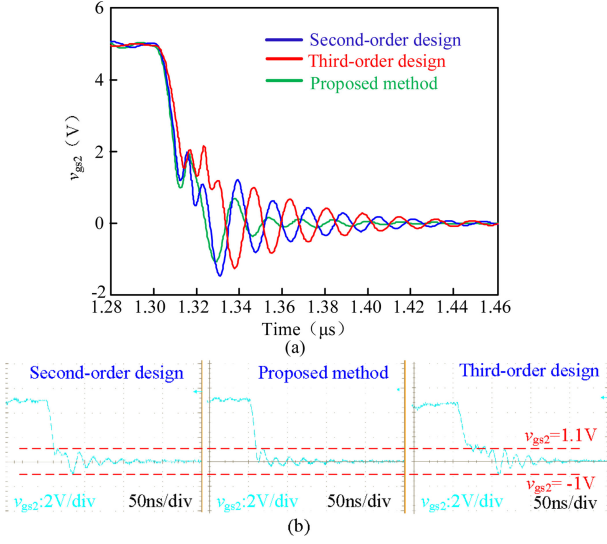 6
4
2
0
-2
v_gs2 (V)
Second-order design
Third-order design
Proposed method
1.28 1.30 1.32 1.34 1.36 1.38 1.40 1.42 1.44 1.46
Time (μs)
(a)
Second-order design Proposed method Third-order design
v_gs2=1.1V
v_gs2= -1V
v_gs2:2V/div 50ns/div v_gs2:2V/div 50ns/div v_gs2:2V/div 50ns/div
(b)